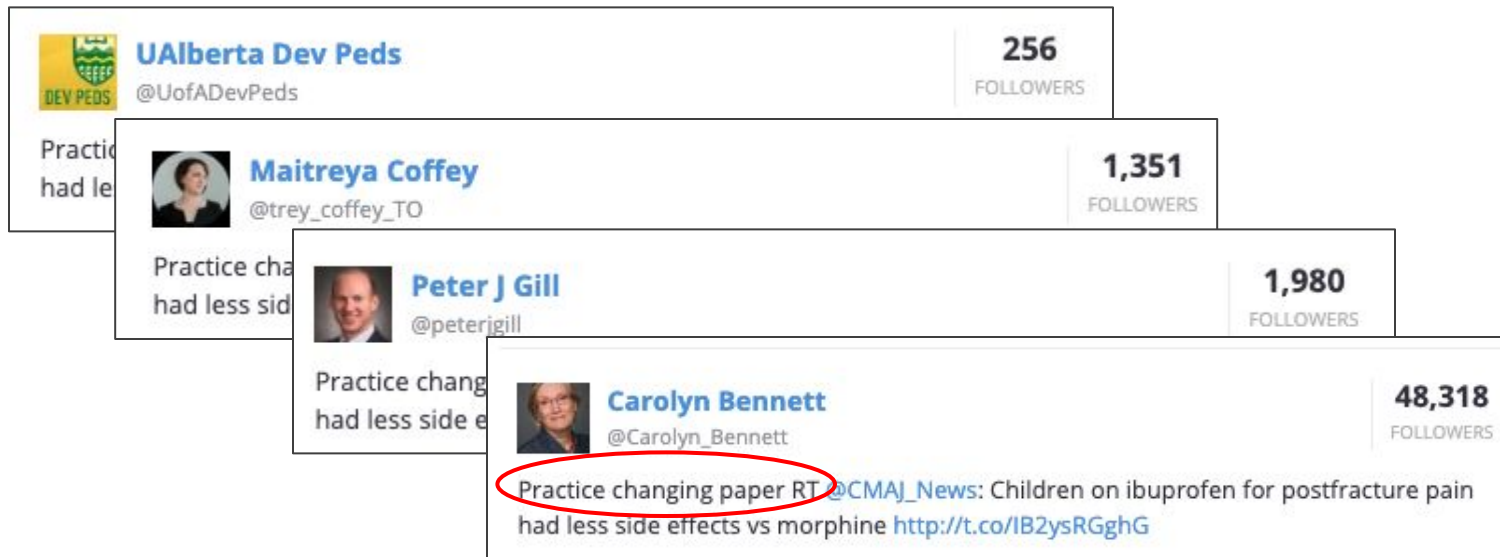 DEV PEDS
UAlberta Dev Peds
@UofADevPeds
256
FOLLOWERS
had le
Maitreya Coffey
@trey_coffey_TO
1,351
FOLLOWERS
Practice cha
had less sid
Peter J Gill
@peterjgill
1,980
FOLLOWERS
Practice chang
had less side e
Carolyn Bennett
@Carolyn_Bennett
48,318
FOLLOWERS
Practice changing paper RT @CMAJ_News: Children on ibuprofen for postfracture pain
had less side effects vs morphine http://t.co/IB2ysRGghG